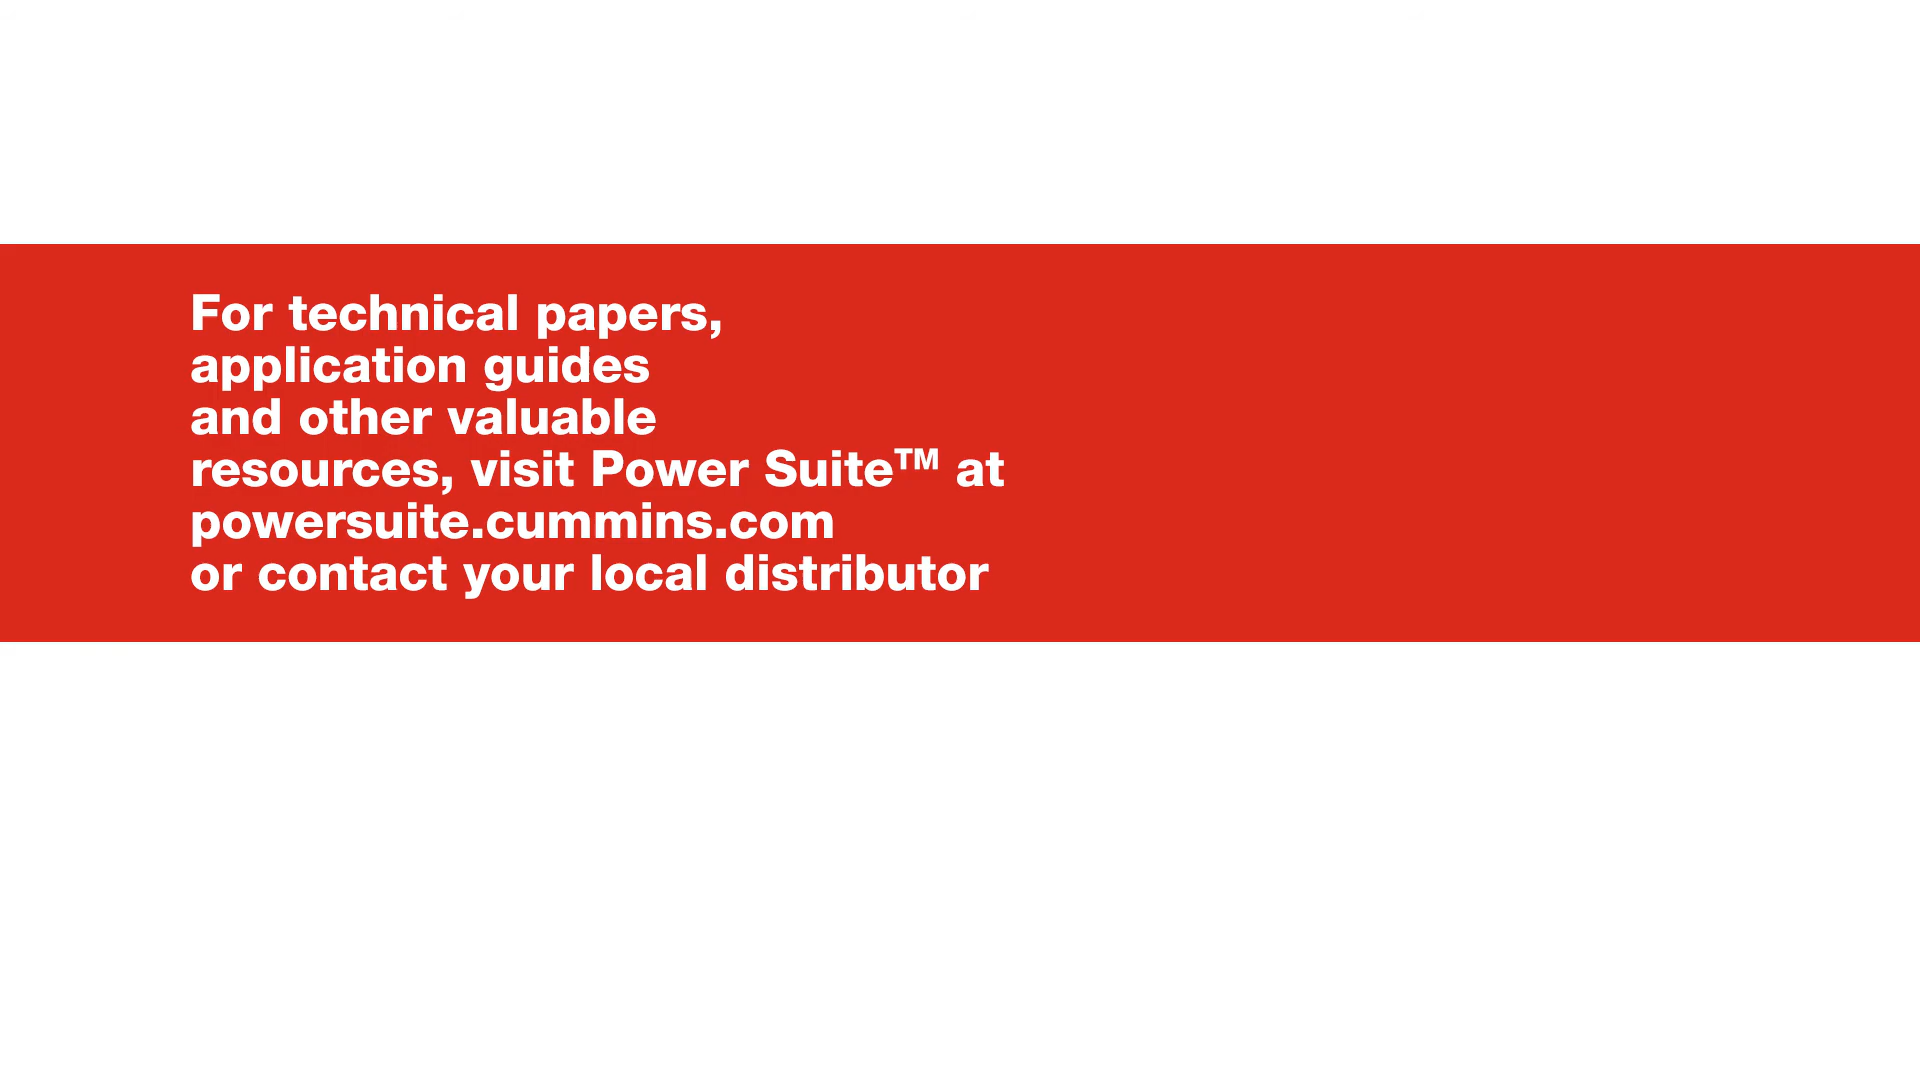 For technical papers,
application guides
and other valuable
resources, visit Power Suite™ at
powersuite.cummins.com
or contact your local distributor